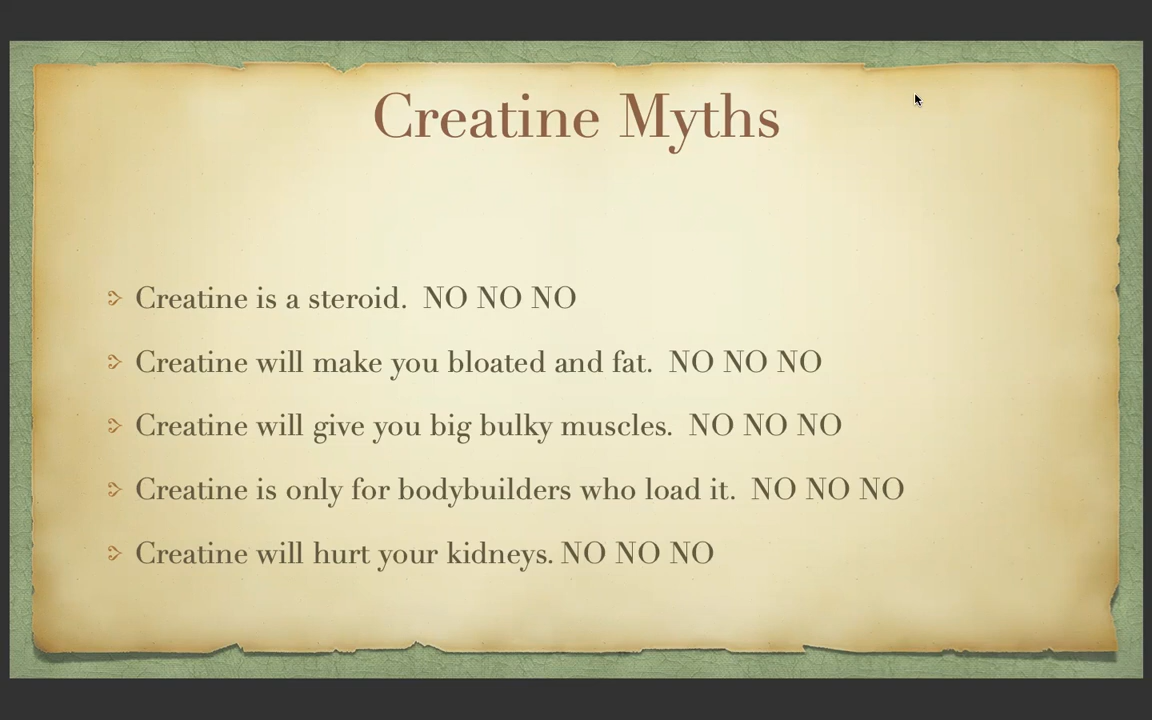 Creatine Myths
Creatine is a steroid.  NO NO NO
Creatine will make you bloated and fat.  NO NO NO
Creatine will give you big bulky muscles.  NO NO NO
Creatine is only for bodybuilders who load it.  NO NO NO
Creatine will hurt your kidneys. NO NO NO